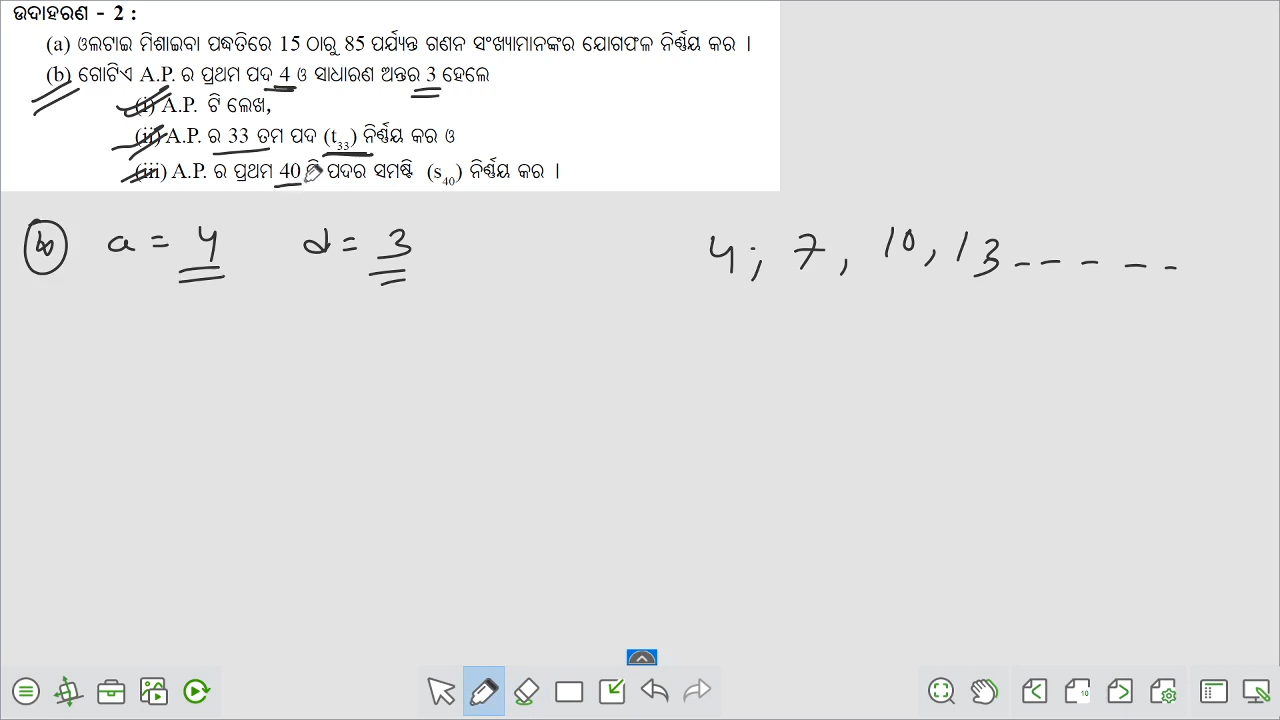 ଉଦାହରଣ - 2 :
(a) ଓଲଟାଇ ମିଶାଇବା ପଦ୍ଧତିରେ 15 ଠାରୁ 85 ପର୍ଯ୍ୟନ୍ତ ଗଣନ ସଂଖ୍ୟାମାନଙ୍କର ଯୋଗଫଳ ନିର୍ଣ୍ଣୟ କର ।
(b) ଗୋଟିଏ A.P. ର ପ୍ରଥମ ପଦ 4 ଓ ସାଧାରଣ ଅନ୍ତର 3 ହେଲେ
(i) A.P. ଟି ଲେଖ,
(ii) A.P. ର 33 ତମ ପଦ (t33) ନିର୍ଣ୍ଣୟ କର ଓ
(iii) A.P. ର ପ୍ରଥମ 40 ପଦର ସମଷ୍ଟି (s40) ନିର୍ଣ୍ଣୟ କର ।
(b) a = 4 d = 3 4; 7, 10, 13 - - - - -
10